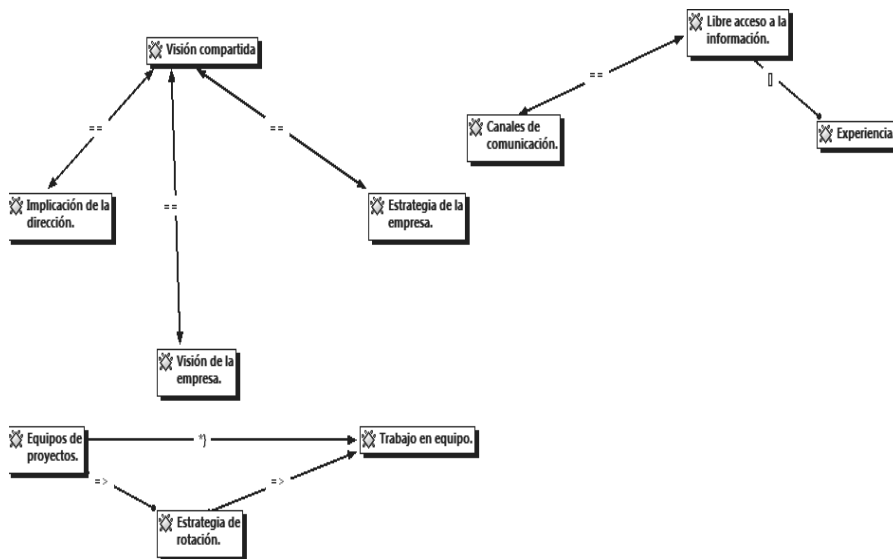 Visión compartida
Libre acceso a la
información.
==
==
==
[]
Canales de
comunicación.
Experiencia
Implicación de la
dirección.
==
Estrategia de la
empresa.
Visión de la
empresa.
Equipos de
proyectos.
*}
Trabajo en equipo.
=>
=>
Estrategia de
rotación.